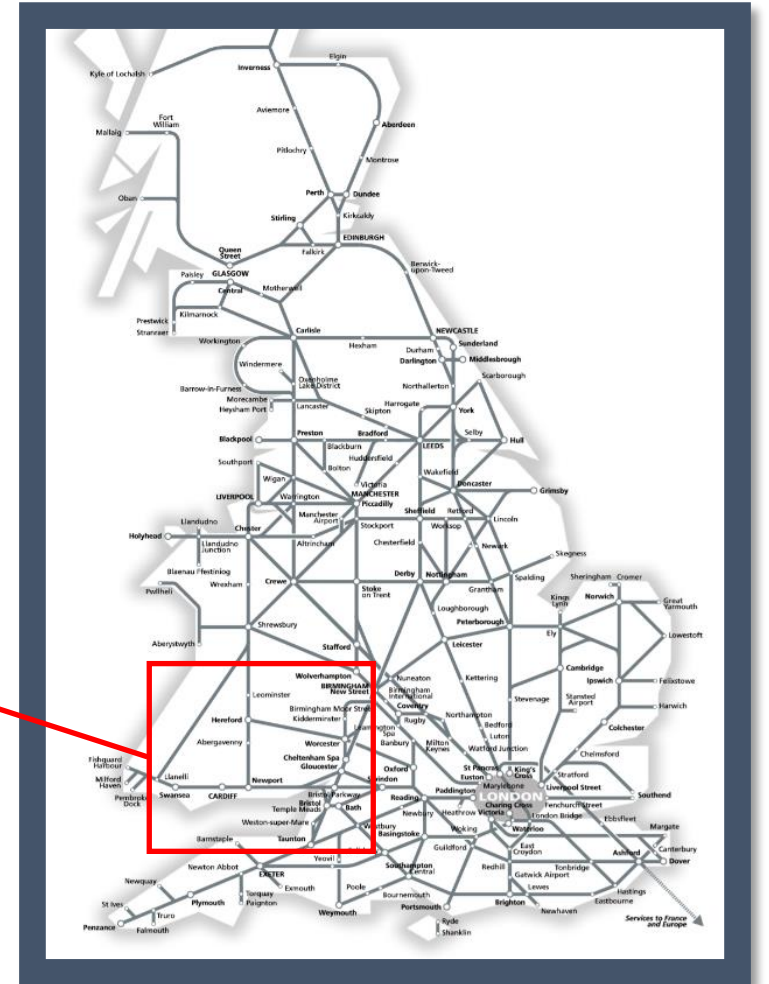 Elgin
Inverness
Kyle of Lochalsh
Aviemore
Fort
William
Mallaig
Aberdeen
Pitlochry
Montrose
Perth
Dundee
Oban
Stirling
Kirkcaldy
EDINBURGH
Queen
Street
Falkirk
Berwick-
upon-Tweed
Paisley
GLASGOW
Central
Motherwell
Prestwick
Kilmarnock
Stranraer
Carlisle
NEWCASTLE
Workington
Hexham
Sunderland
Durham
Darlington
Middlesbrough
Windermere
Scarborough
Oxenholme
Lake District
Barrow-in-Furness
Northallerton
Morecambe
Heysham Port
Lancaster
Harrogate
York
Skipton
Blackpool
Preston
Bradford
Selby
Hull
Blackburn
LEEDS
Southport
Huddersfield
Bolton
Wakefield
Wigan
Victoria
Doncaster
Grimsby
LIVERPOOL
Warrington
MANCHESTER
Piccadilly
Manchester
Airport
Sheffield
Retford
Llandudno
Stockport
Worksop
Lincoln
Holyhead
Chester
Llandudno
Junction
Altrincham
Chesterfield
Newark
Skegness
Blaenau Ffestiniog
Derby
Nottingham
Pwllheli
Wrexham
Crewe
Stoke
on Trent
Grantham
Spalding
Sheringham
Cromer
Kings
Lynn
Norwich
Great
Yarmouth
Loughborough
Peterborough
Shrewsbury
Ely
Lowestoft
Aberystwyth
Stafford
Leicester
Cambridge
Wolverhampton
BIRMINGHAM
New Street
Nuneaton
Kettering
Ipswich
Felixstowe
Leominster
Birmingham
International
Stansted
Airport
Stevenage
Coventry
Birmingham Moor Street
Kidderminster
Rugby
Northampton
Harwich
Hereford
Leamington
Spa
Bedford
Colchester
Worcester
Banbury
Milton
Keynes
Luton
Abergavenny
Watford Junction
Chelmsford
Cheltenham Spa
Gloucester
Oxford
St Pancras
King's
Cross
Euston
Stratford
Fishguard
Harbour
Llanelli
Newport
Swindon
Marylebone
Liverpool Street
Milford
Haven
Swansea
CARDIFF
Bristol Parkway
Reading
Paddington
LONDON
Southend
Pembroke
Dock
Bristol
Temple Meads
Bath
Charing Cross
Fenchurch Street
Newbury
Heathrow
Victoria
London Bridge
Ebbsfleet
Weston-super-Mare
Westbury
Basingstoke
Woking
Waterloo
Margate
Barnstaple
Taunton
Guildford
East
Croydon
Canterbury
Yeovil
Redhill
Tonbridge
Ashford
Dover
Newton Abbot
EXETER
Southampton
Central
Gatwick Airport
Newquay
Exmouth
Poole
Lewes
Hastings
Plymouth
Torquay
Paignton
Bournemouth
Eastbourne
St Ives
Weymouth
Portsmouth
Brighton
Newhaven
Truro
Penzance
Falmouth
Ryde
Shanklin
Services to France
and Europe